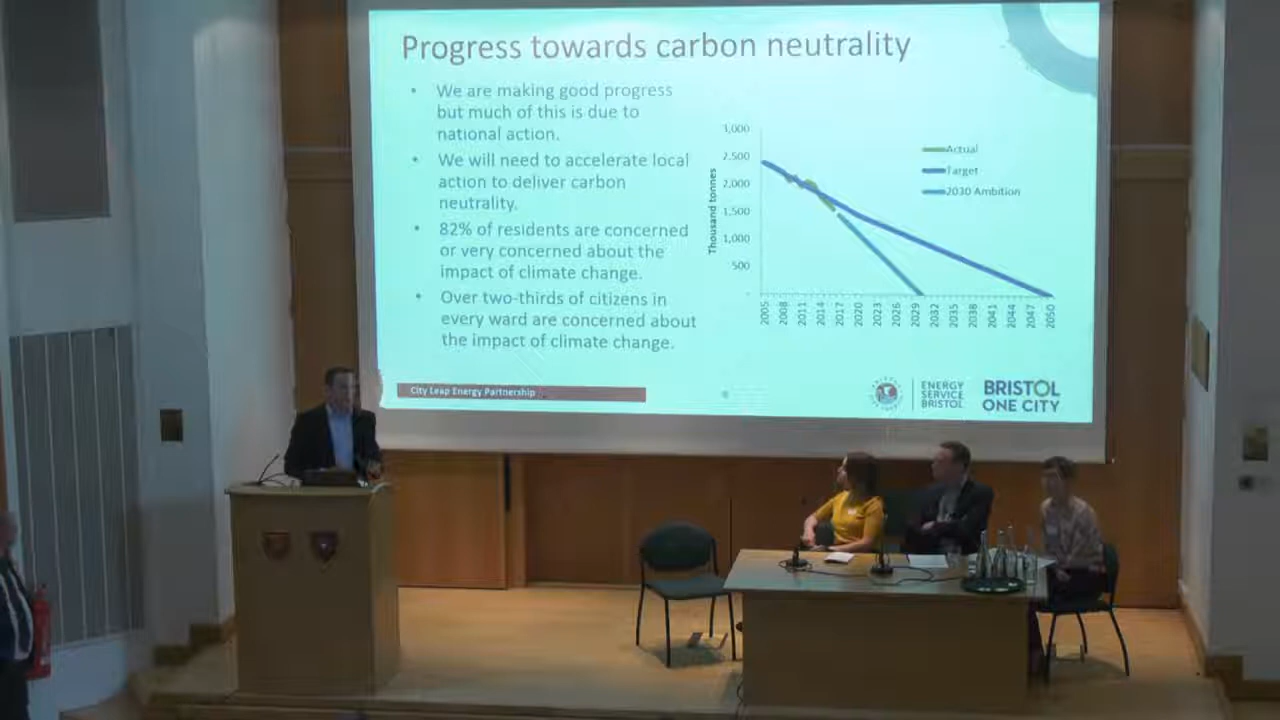 Progress towards carbon neutrality
• We are making good progress
but much of this is due to
national action.
• We will need to accelerate local
action to deliver carbon
neutrality.
• 82% of residents are concerned
or very concerned about the
impact of climate change.
• Over two-thirds of citizens in
every ward are concerned about
the impact of climate change.
Thousand tonnes
1,000
2,500
2,000
1,500
1,000
500
-
Actual
Target
2030 Ambition
2005
2008
2011
2014
2017
2020
2023
2026
2029
2032
2035
2038
2041
2044
2047
2050
City Leap Energy Partnership
ENERGY
SERVICE
BRISTOL
BRISTOL
ONE CITY